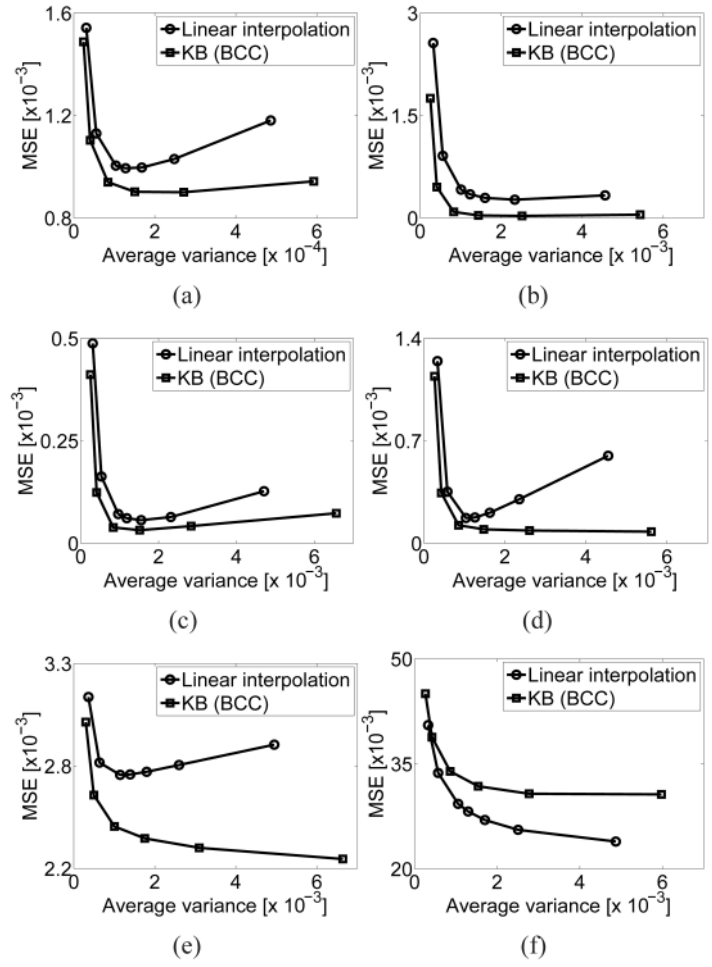 1.6
1.2
0.8
MSE [x10⁻³]
Linear interpolation
KB (BCC)
0 2 4 6
Average variance [x 10⁻⁴]
(a)
3
1.5
0
MSE [x10⁻³]
Linear interpolation
KB (BCC)
0 2 4 6
Average variance [x 10⁻³]
(b)
0.5
0.25
0
MSE [x10⁻³]
Linear interpolation
KB (BCC)
0 2 4 6
Average variance [x 10⁻³]
(c)
1.4
0.7
0
MSE [x10⁻³]
Linear interpolation
KB (BCC)
0 2 4 6
Average variance [x 10⁻³]
(d)
3.3
2.8
2.2
MSE [x10⁻³]
Linear interpolation
KB (BCC)
0 2 4 6
Average variance [x 10⁻³]
(e)
50
35
20
MSE [x10⁻³]
Linear interpolation
KB (BCC)
0 2 4 6
Average variance [x 10⁻³]
(f)